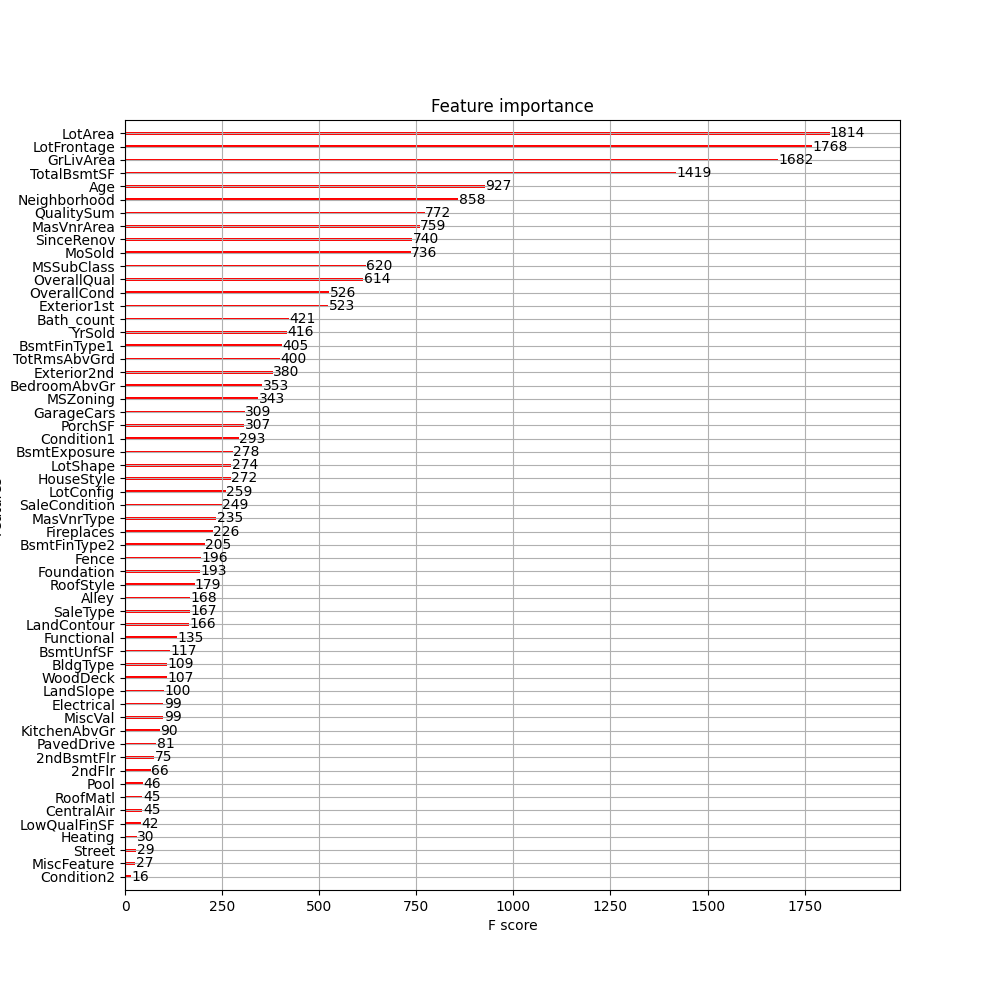 Feature importance
LotArea 1814
LotFrontage 1768
GrLivArea 1682
TotalBsmtSF 1419
Age 927
Neighborhood 858
QualitySum 772
MasVnrArea 759
SinceRenov 740
MoSold 736
MSSubClass 620
OverallQual 614
OverallCond 526
Exterior1st 523
Bath_count 421
YrSold 416
BsmtFinType1 405
TotRmsAbvGrd 400
Exterior2nd 380
BedroomAbvGr 353
MSZoning 343
GarageCars 309
PorchSF 307
Condition1 293
BsmtExposure 278
LotShape 274
HouseStyle 272
LotConfig 259
SaleCondition 249
MasVnrType 235
Fireplaces 226
BsmtFinType2 205
Fence 196
Foundation 193
RoofStyle 179
Alley 168
SaleType 167
LandContour 166
Functional 135
BsmtUnfSF 117
BldgType 109
WoodDeck 107
LandSlope 100
Electrical 99
MiscVal 99
KitchenAbvGr 90
PavedDrive 81
2ndBsmtFlr 75
2ndFlr 66
Pool 46
RoofMatl 45
CentralAir 45
LowQualFinSF 42
Heating 30
Street 29
MiscFeature 27
Condition2 16
0 250 500 750 1000 1250 1500 1750
F score